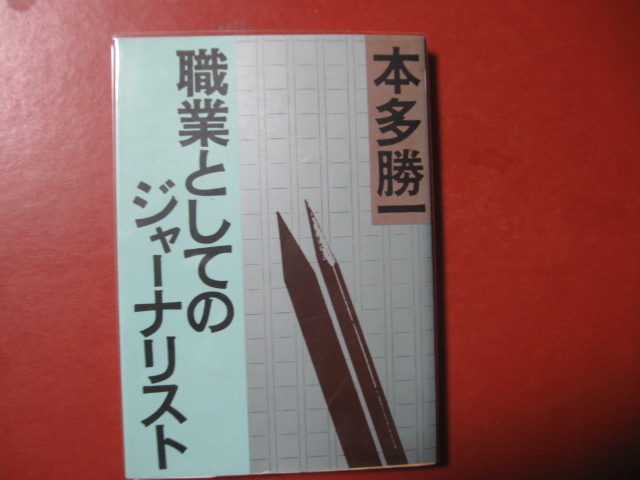 本多勝一
職業としての
ジャーナリスト